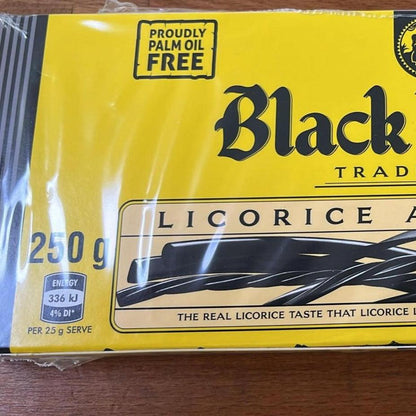 PROUDLY
PALM OIL
FREE
Black
TRAD
LICORICE A
250 g
ENERGY
336 kJ
4% DI*
PER 25 g SERVE
THE REAL LICORICE TASTE THAT LICORICE L